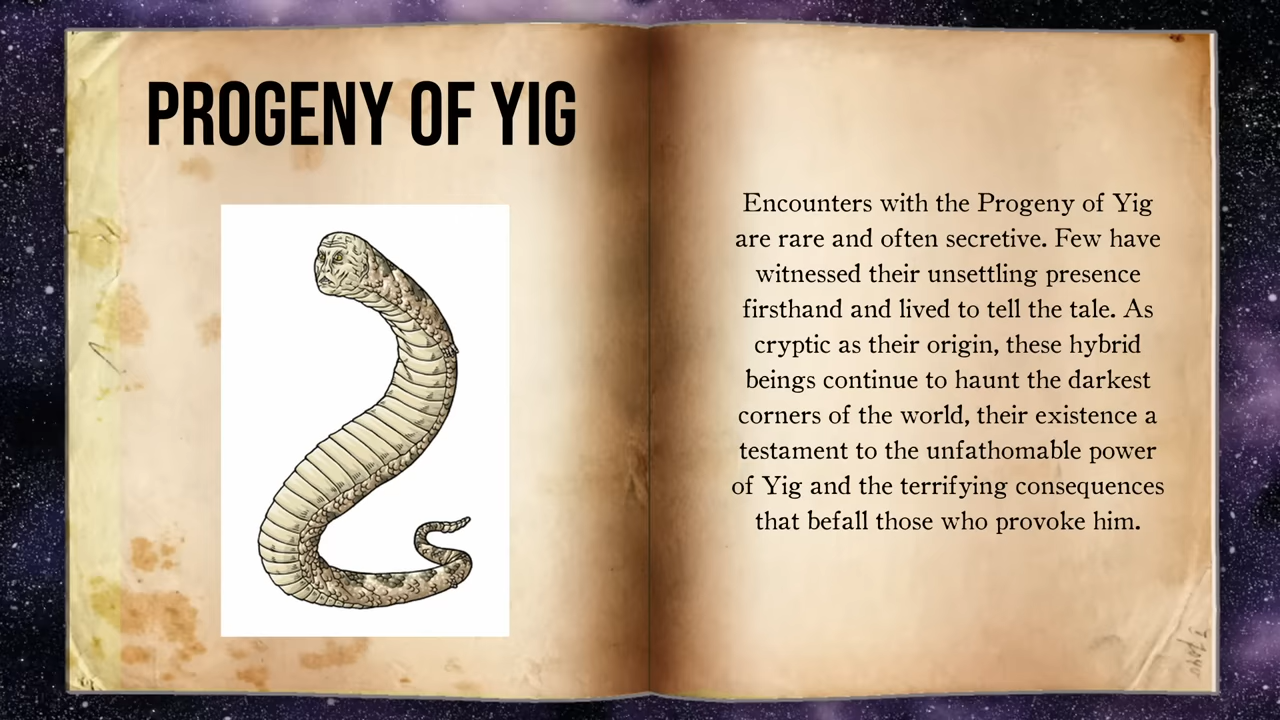 PROGENY OF YIG
Encounters with the Progeny of Yig
are rare and often secretive. Few have
witnessed their unsettling presence
firsthand and lived to tell the tale. As
cryptic as their origin, these hybrid
beings continue to haunt the darkest
corners of the world, their existence a
testament to the unfathomable power
of Yig and the terrifying consequences
that befall those who provoke him.